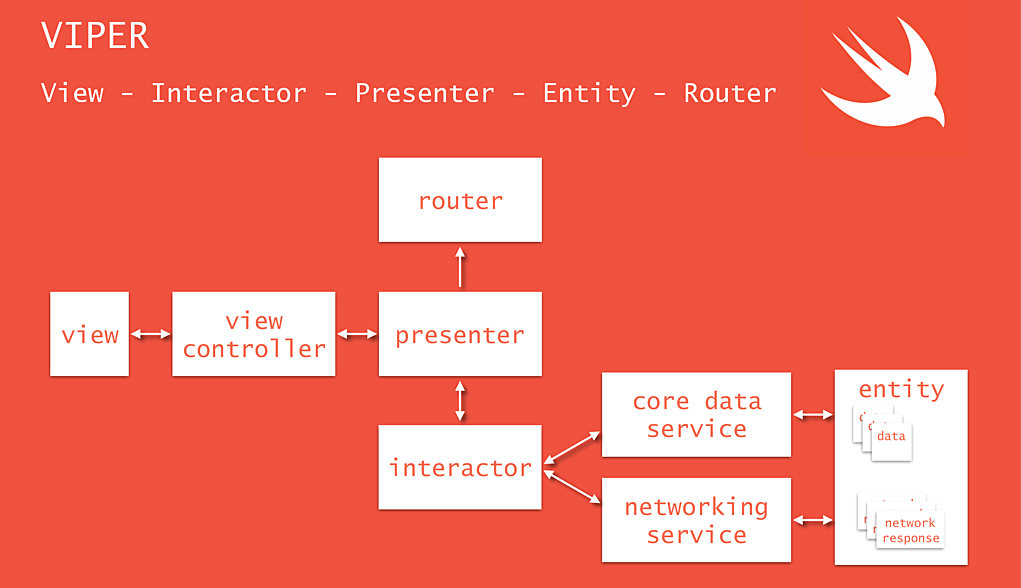 VIPER
View – Interactor – Presenter – Entity – Router
router
view
view
controller
presenter
interactor
core data
service
networking
service
entity
data
network
response